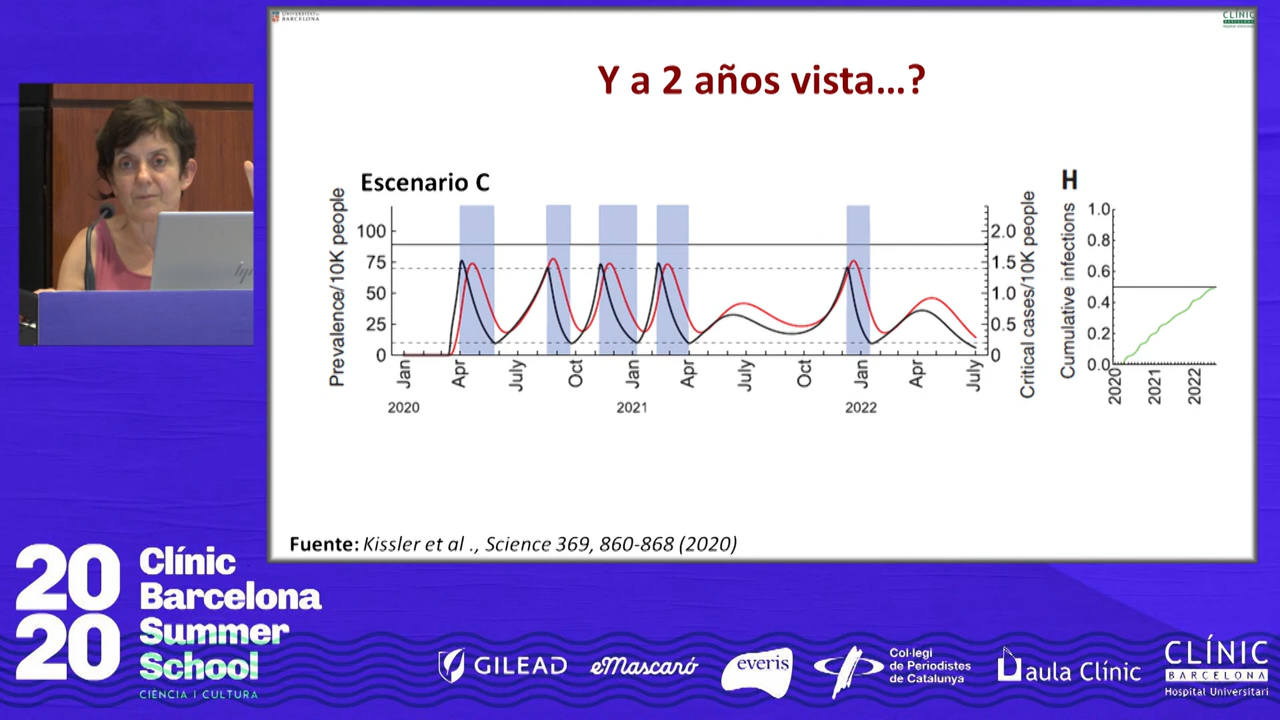 UNIVERSITAT DE
BARCELONA
CLÍNIC
BARCELONA
Hospital Universitari
Y a 2 años vista...?
Escenario C
Prevalence/10K people
100
75
50
25
0
2.0
1.5
1.0
0.5
0
Critical cases/10K people
Jan
Apr
July
Oct
Jan
Apr
July
Oct
Jan
Apr
July
2020
2021
2022
H
Cumulative infections
1.0
0.8
0.6
0.4
0.2
0.0
2020
2021
2022
Fuente: Kissler et al ., Science 369, 860-868 (2020)
hp
2020
Clínic
Barcelona
Summer
School
CIÈNCIA I CULTURA
GILEAD
eMascaró
everis
Col·legi
de Periodistes
de Catalunya
aula Clínic
CLÍNIC
BARCELONA
Hospital Universitari